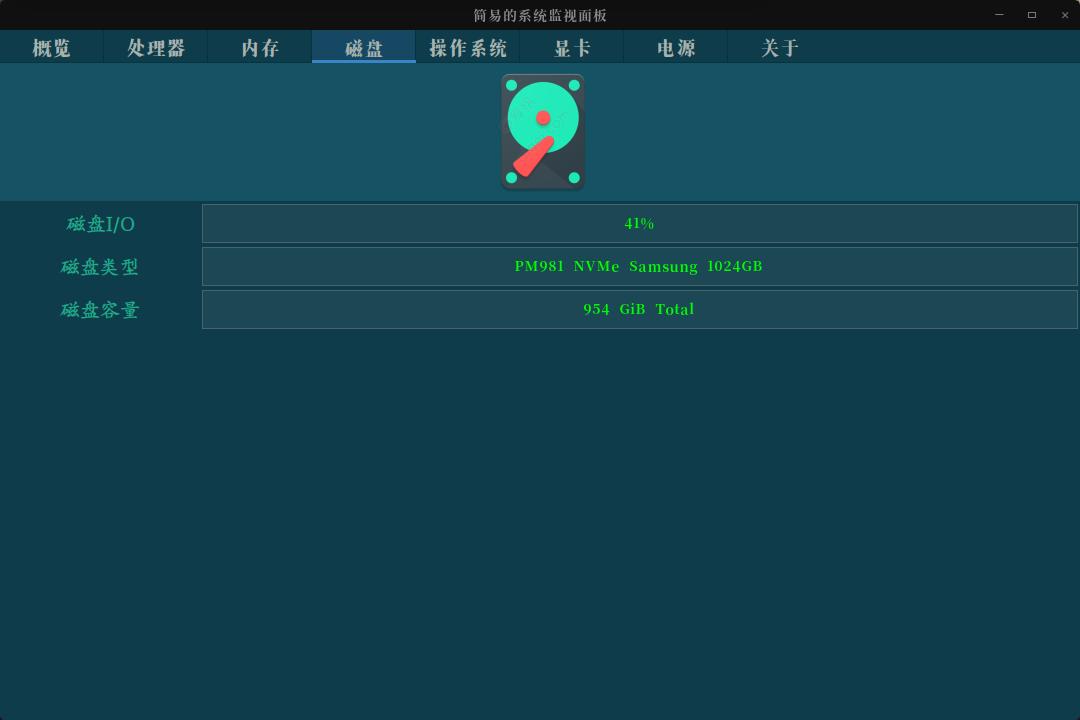 简易的系统监视面板
概览 处理器 内存 磁盘 操作系统 显卡 电源 关于
磁盘I/O 41%
磁盘类型 PM981 NVMe Samsung 1024GB
磁盘容量 954 GiB Total